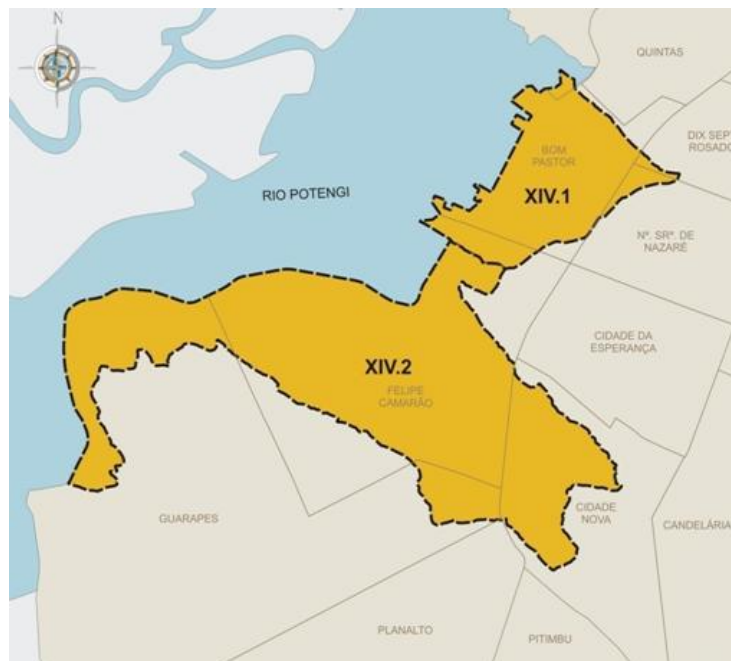 N
QUINTAS
DIX SEPT
ROSADO
BOM
PASTOR
XIV.1
RIO POTENGI
Nª. SRª. DE
NAZARÉ
CIDADE DA
ESPERANÇA
XIV.2
FELIPE
CAMARÃO
GUARAPES
CIDADE
NOVA
CANDELÁRIA
PLANALTO
PITIMBU